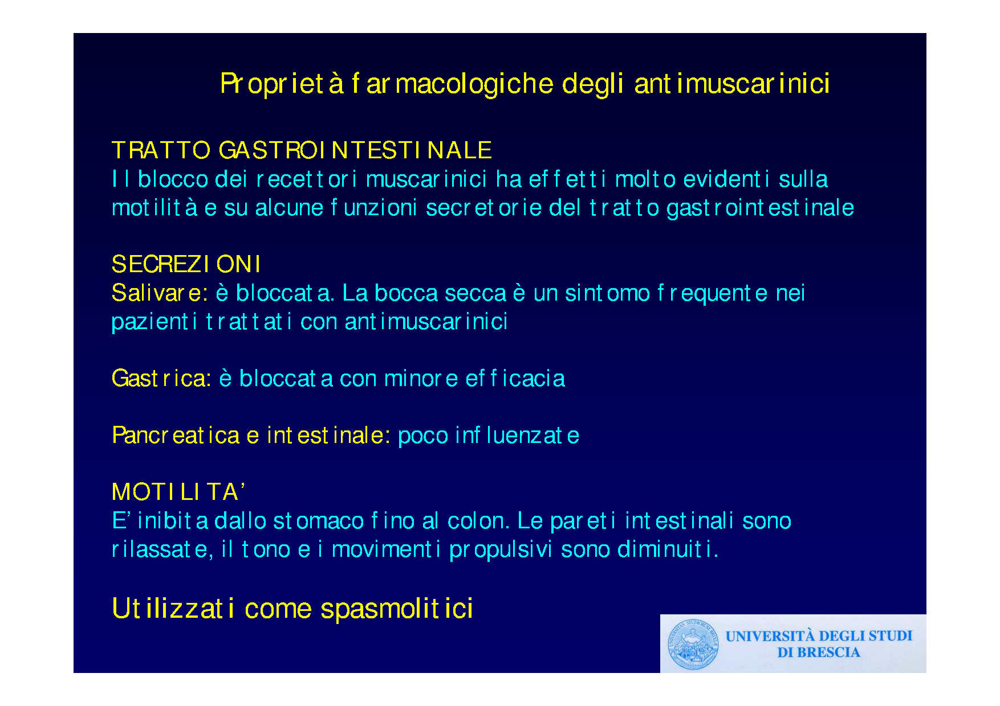 Proprietà farmacologiche degli antimuscarinici
TRATTO GASTROINTESTINALE
Il blocco dei recettori muscarinici ha effetti molto evidenti sulla
motilità e su alcune funzioni secretorie del tratto gastrointestinale
SECREZIONI
Salivare: è bloccata. La bocca secca è un sintomo frequente nei
pazienti trattati con antimuscarinici
Gastrica: è bloccata con minore efficacia
Pancreatica e intestinale: poco influenzate
MOTILITA’
E’ inibita dallo stomaco fino al colon. Le pareti intestinali sono
rilassate, il tono e i movimenti propulsivi sono diminuiti.
Utilizzati come spasmolitici
UNIVERSITÀ DEGLI STUDI
DI BRESCIA